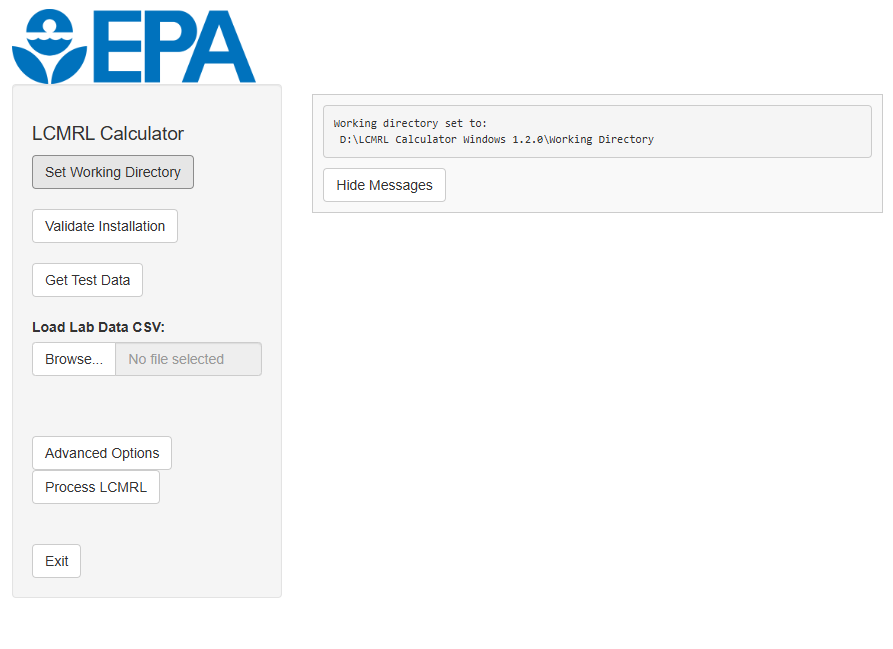 EPA
LCMRL Calculator
Set Working Directory
Validate Installation
Get Test Data
Load Lab Data CSV:
Browse... No file selected
Advanced Options
Process LCMRL
Exit
Working directory set to:
D:\LCMRL Calculator Windows 1.2.0\Working Directory
Hide Messages